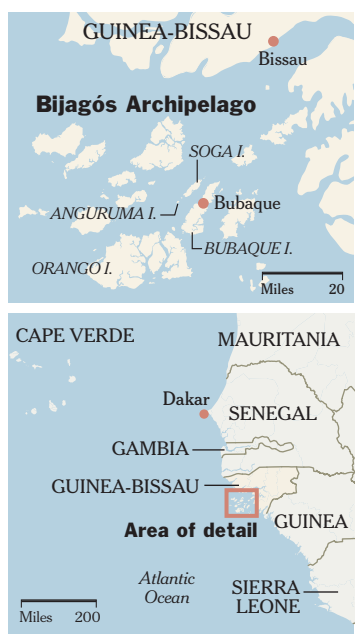 GUINEA-BISSAU
Bissau
Bijagós Archipelago
SOGA I.
Bubaque
ANGURUMA I.
BUBAQUE I.
ORANGO I.
Miles 20
CAPE VERDE
MAURITANIA
Dakar
SENEGAL
GAMBIA
GUINEA-BISSAU
GUINEA
Area of detail
Atlantic
Ocean
SIERRA
LEONE
Miles 200